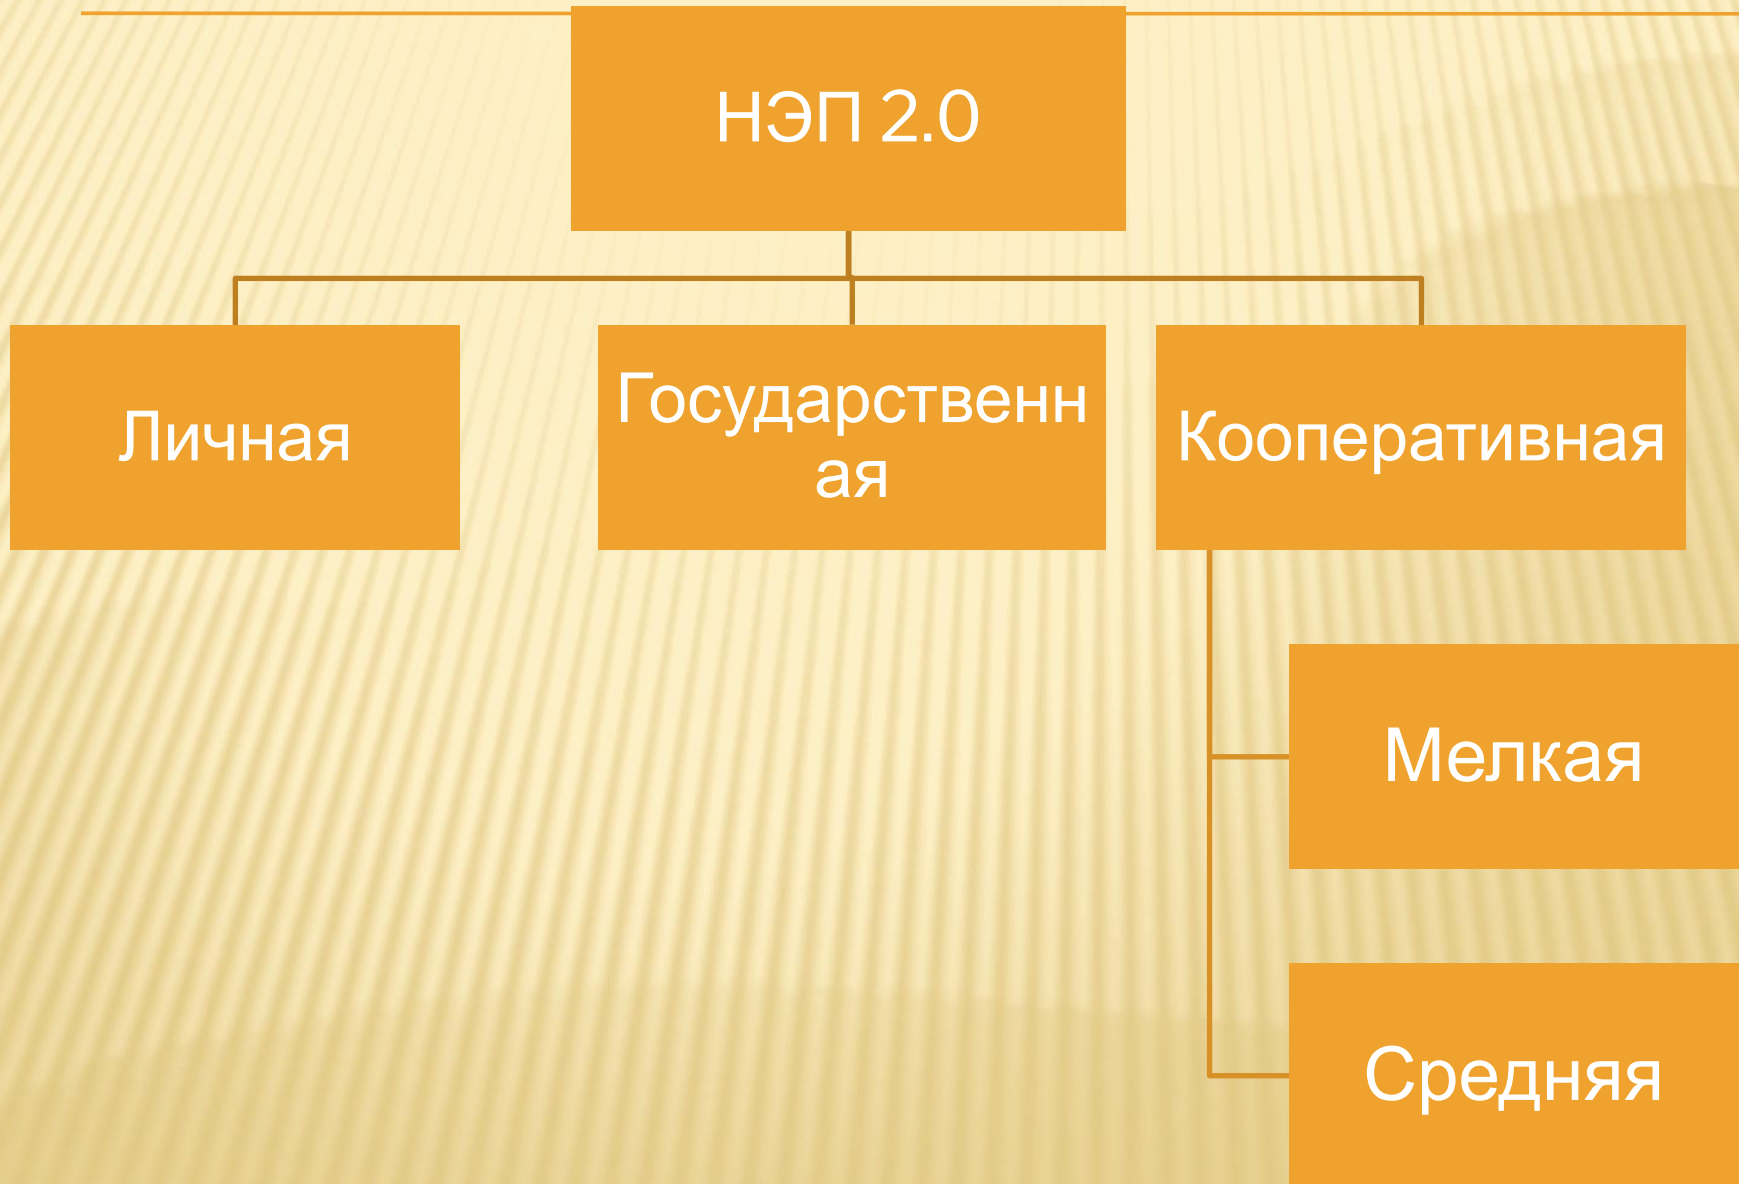 НЭП 2.0
Личная
Государственн
ая
Кооперативная
Мелкая
Средняя